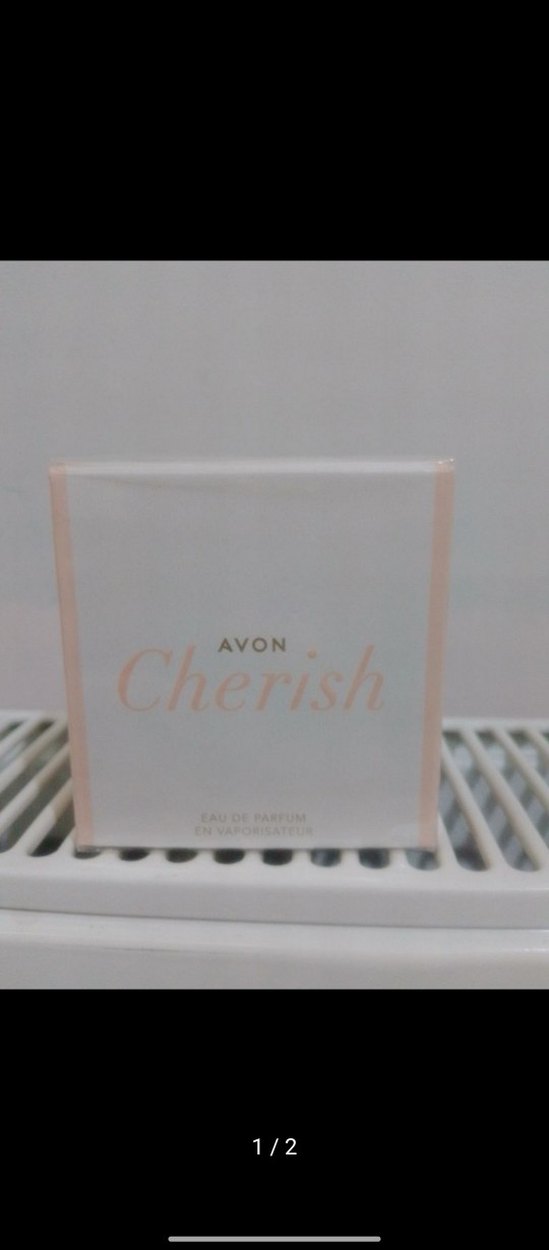 AVON
Cherish
EAU DE PARFUM
EN VAPORISATEUR
1 / 2